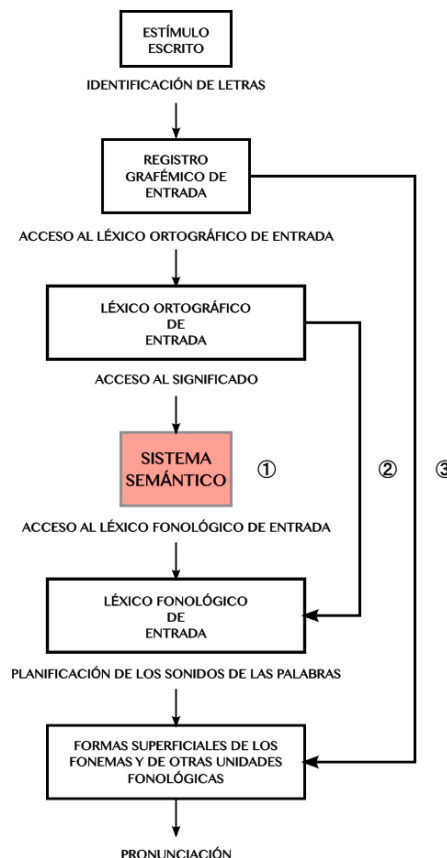 ESTÍMULO
ESCRITO
IDENTIFICACIÓN DE LETRAS
REGISTRO
GRAFÉMICO DE
ENTRADA
ACCESO AL LÉXICO ORTOGRÁFICO DE ENTRADA
LÉXICO ORTOGRÁFICO
DE
ENTRADA
ACCESO AL SIGNIFICADO
SISTEMA
SEMÁNTICO
①
②
③
ACCESO AL LÉXICO FONOLÓGICO DE ENTRADA
LÉXICO FONOLÓGICO
DE
ENTRADA
PLANIFICACIÓN DE LOS SONIDOS DE LAS PALABRAS
FORMAS SUPERFICIALES DE LOS
FONEMAS Y DE OTRAS UNIDADES
FONOLÓGICAS
PRONUNCIACIÓN